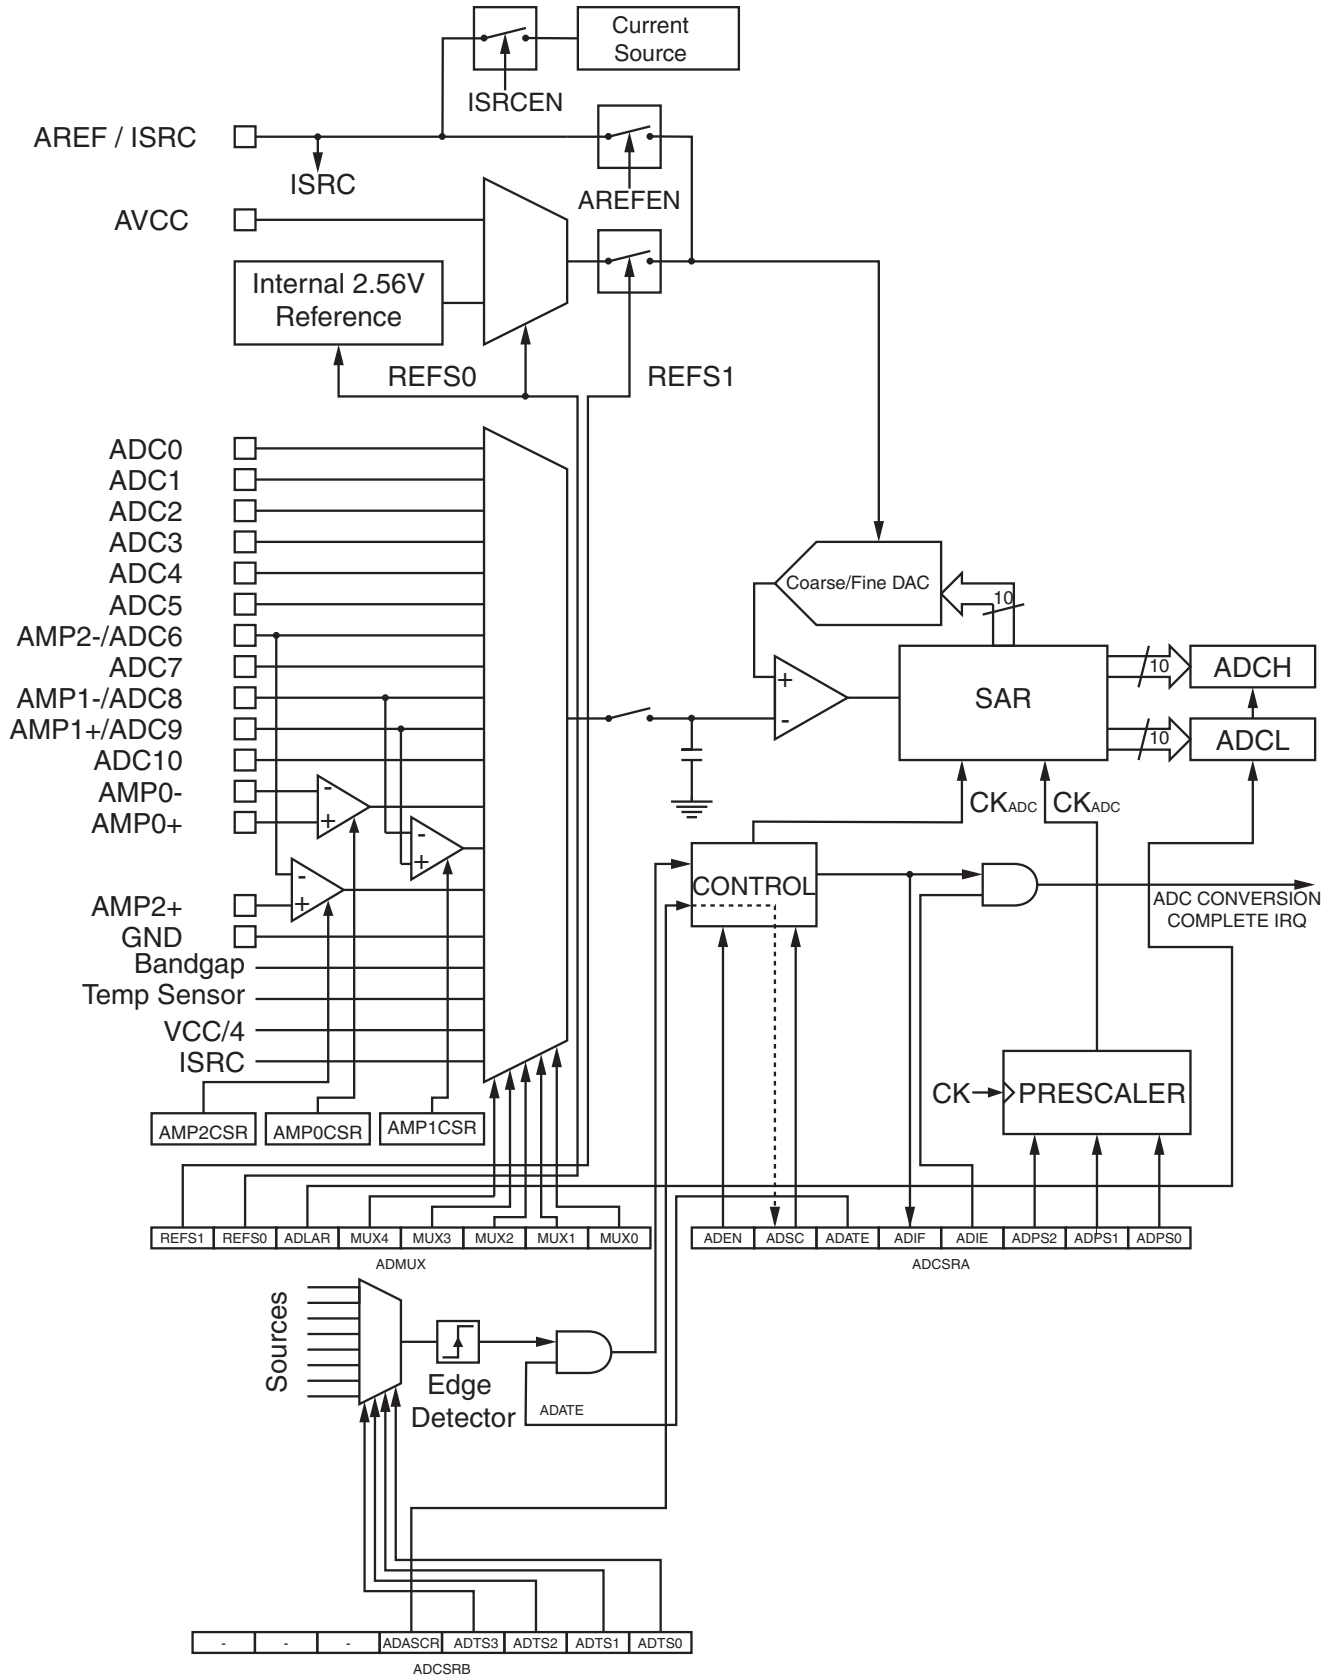 Current
Source
ISRCEN
AREF / ISRC
ISRC
AREFEN
AVCC
Internal 2.56V
Reference
REFS0
REFS1
ADC0
ADC1
ADC2
ADC3
ADC4
ADC5
AMP2-/ADC6
ADC7
AMP1-/ADC8
AMP1+/ADC9
ADC10
AMP0-
AMP0+
AMP2+
GND
Bandgap
Temp Sensor
VCC/4
ISRC
-
+
-
+
-
+
Coarse/Fine DAC
10
+
-
SAR
10
ADCH
10
ADCL
CKADC
CKADC
CONTROL
ADC CONVERSION
COMPLETE IRQ
CK
PRESCALER
AMP2CSR
AMP0CSR
AMP1CSR
REFS1
REFS0
ADLAR
MUX4
MUX3
MUX2
MUX1
MUX0
ADMUX
ADEN
ADSC
ADATE
ADIF
ADIE
ADPS2
ADPS1
ADPS0
ADCSRA
Sources
Edge
Detector
ADATE
-
-
-
ADASCR
ADTS3
ADTS2
ADTS1
ADTS0
ADCSRB